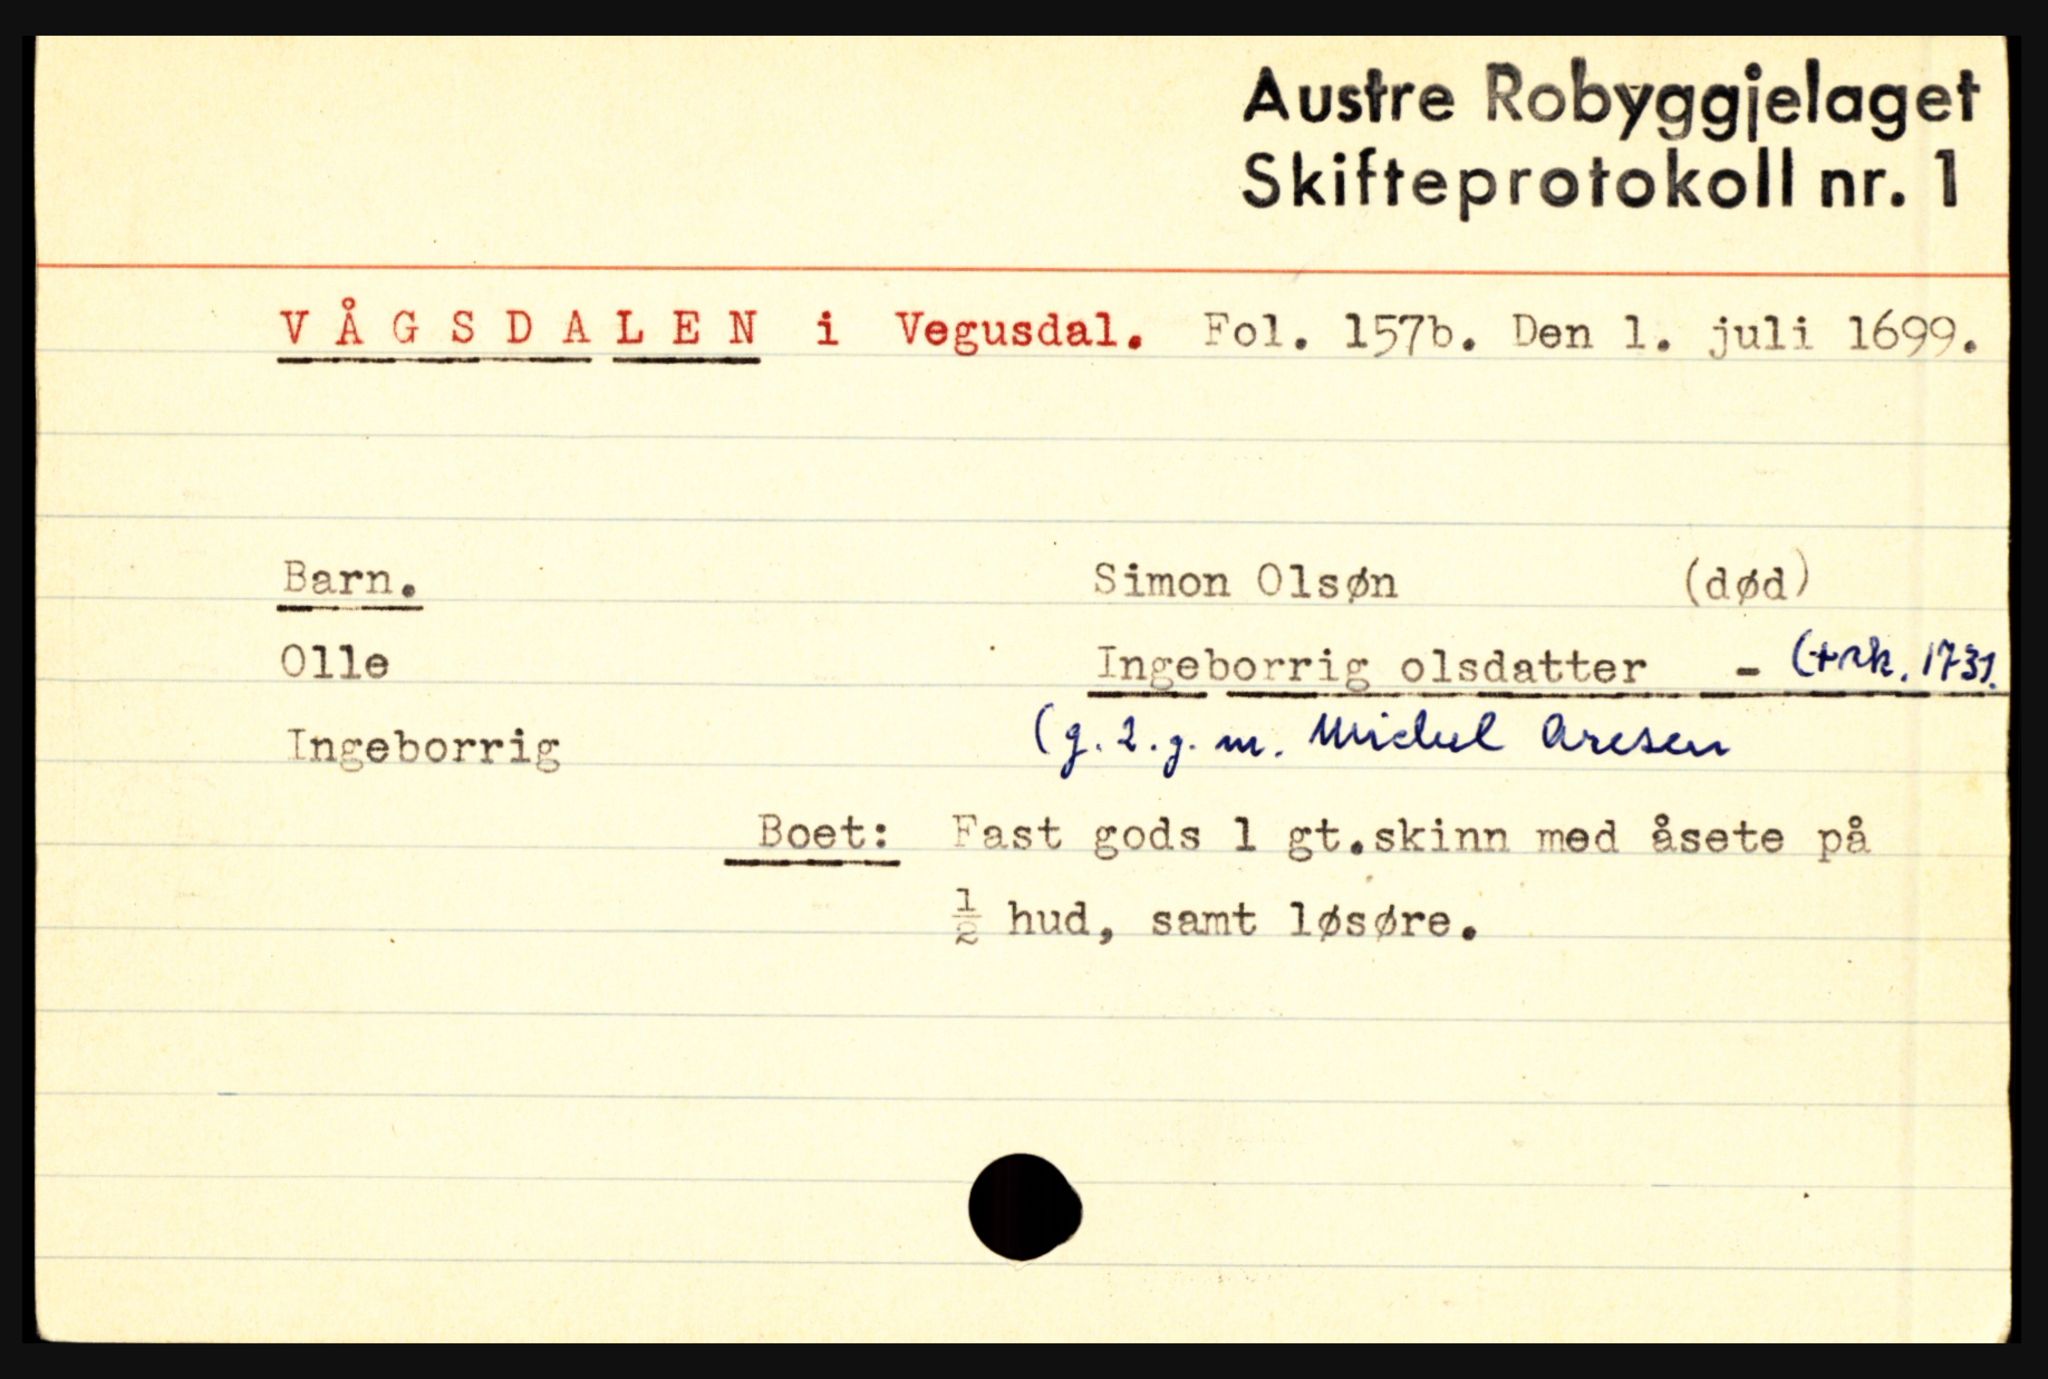 Austre Robyggjelaget
Skifteprotokoll nr. 1
VÅGSDALEN i Vegusdal. Fol. 157b. Den 1. juli 1699.
Barn. Simon Olsøn (død)
Olle Ingeborrig olsdatter - (+ sk. 1731.
Ingeborrig (g. 2. g. m. Michel Aresen
Boet: Fast gods 1 gt.skinn med åsete på
½ hud, samt løsøre.